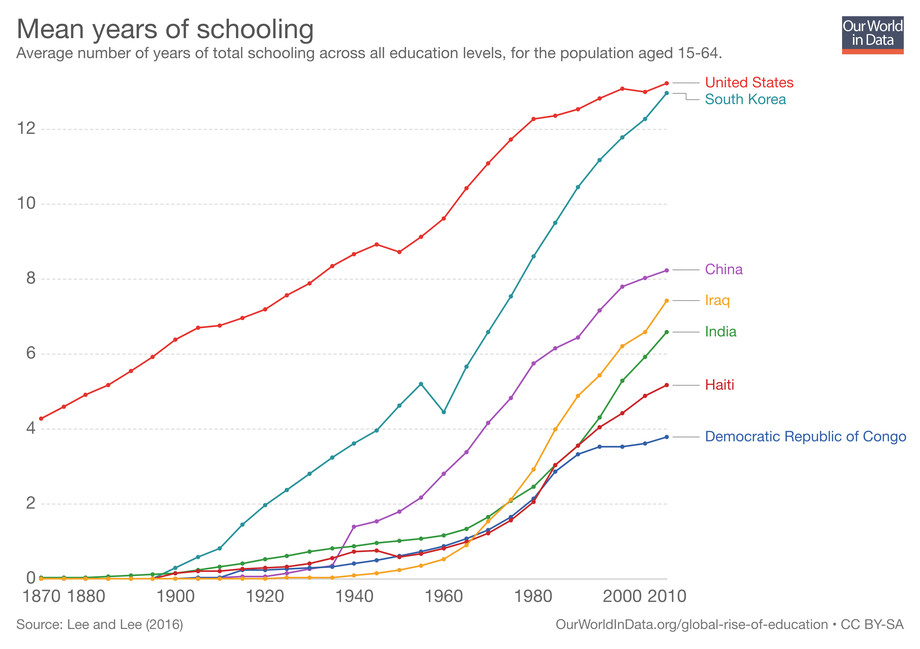 Mean years of schooling
Average number of years of total schooling across all education levels, for the population aged 15-64.
Our World
in Data
United States
South Korea
12
10
8
China
Iraq
India
6
Haiti
4
Democratic Republic of Congo
2
0
1870 1880 1900 1920 1940 1960 1980 2000 2010
Source: Lee and Lee (2016)
OurWorldInData.org/global-rise-of-education • CC BY-SA